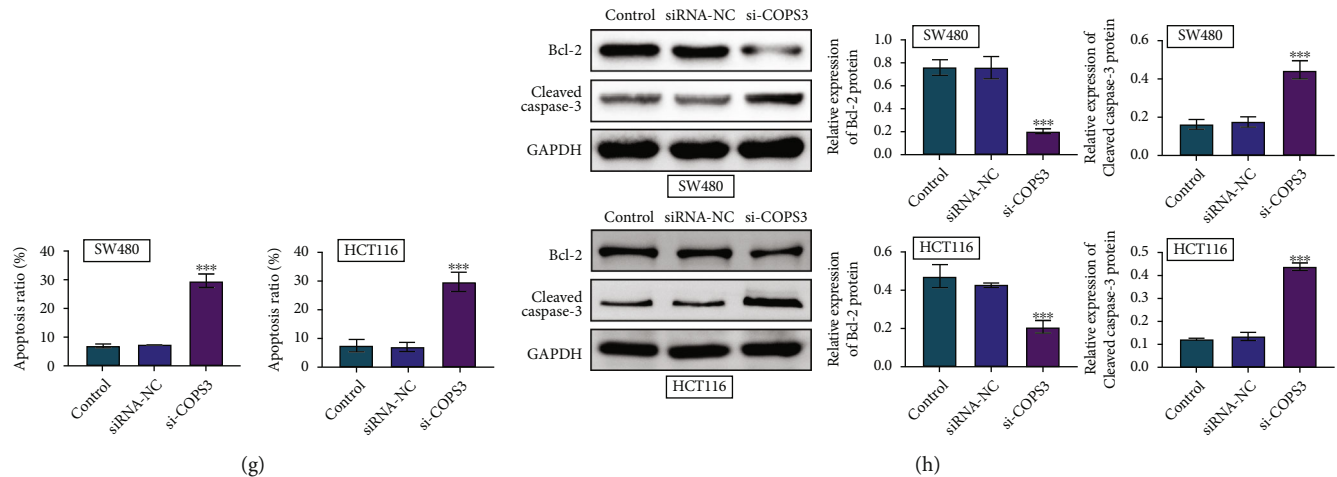 SW480
Apoptosis ratio (%)
40
30
20
10
0
***
Control
siRNA-NC
si-COPS3
HCT116
Apoptosis ratio (%)
40
30
20
10
0
***
Control
siRNA-NC
si-COPS3
(g)
Control siRNA-NC si-COPS3
Bcl-2
Cleaved
caspase-3
GAPDH
SW480
Control siRNA-NC si-COPS3
Bcl-2
Cleaved
caspase-3
GAPDH
HCT116
SW480
Relative expression
of Bcl-2 protein
1.0
0.8
0.6
0.4
0.2
0.0
***
Control
siRNA-NC
si-COPS3
SW480
Relative expression of
Cleaved caspase-3 protein
0.6
0.4
0.2
0.0
***
Control
siRNA-NC
si-COPS3
HCT116
Relative expression
of Bcl-2 protein
0.6
0.4
0.2
0.0
***
Control
siRNA-NC
si-COPS3
HCT116
Relative expression of
Cleaved caspase-3 protein
0.5
0.4
0.3
0.2
0.1
0.0
***
Control
siRNA-NC
si-COPS3
(h)